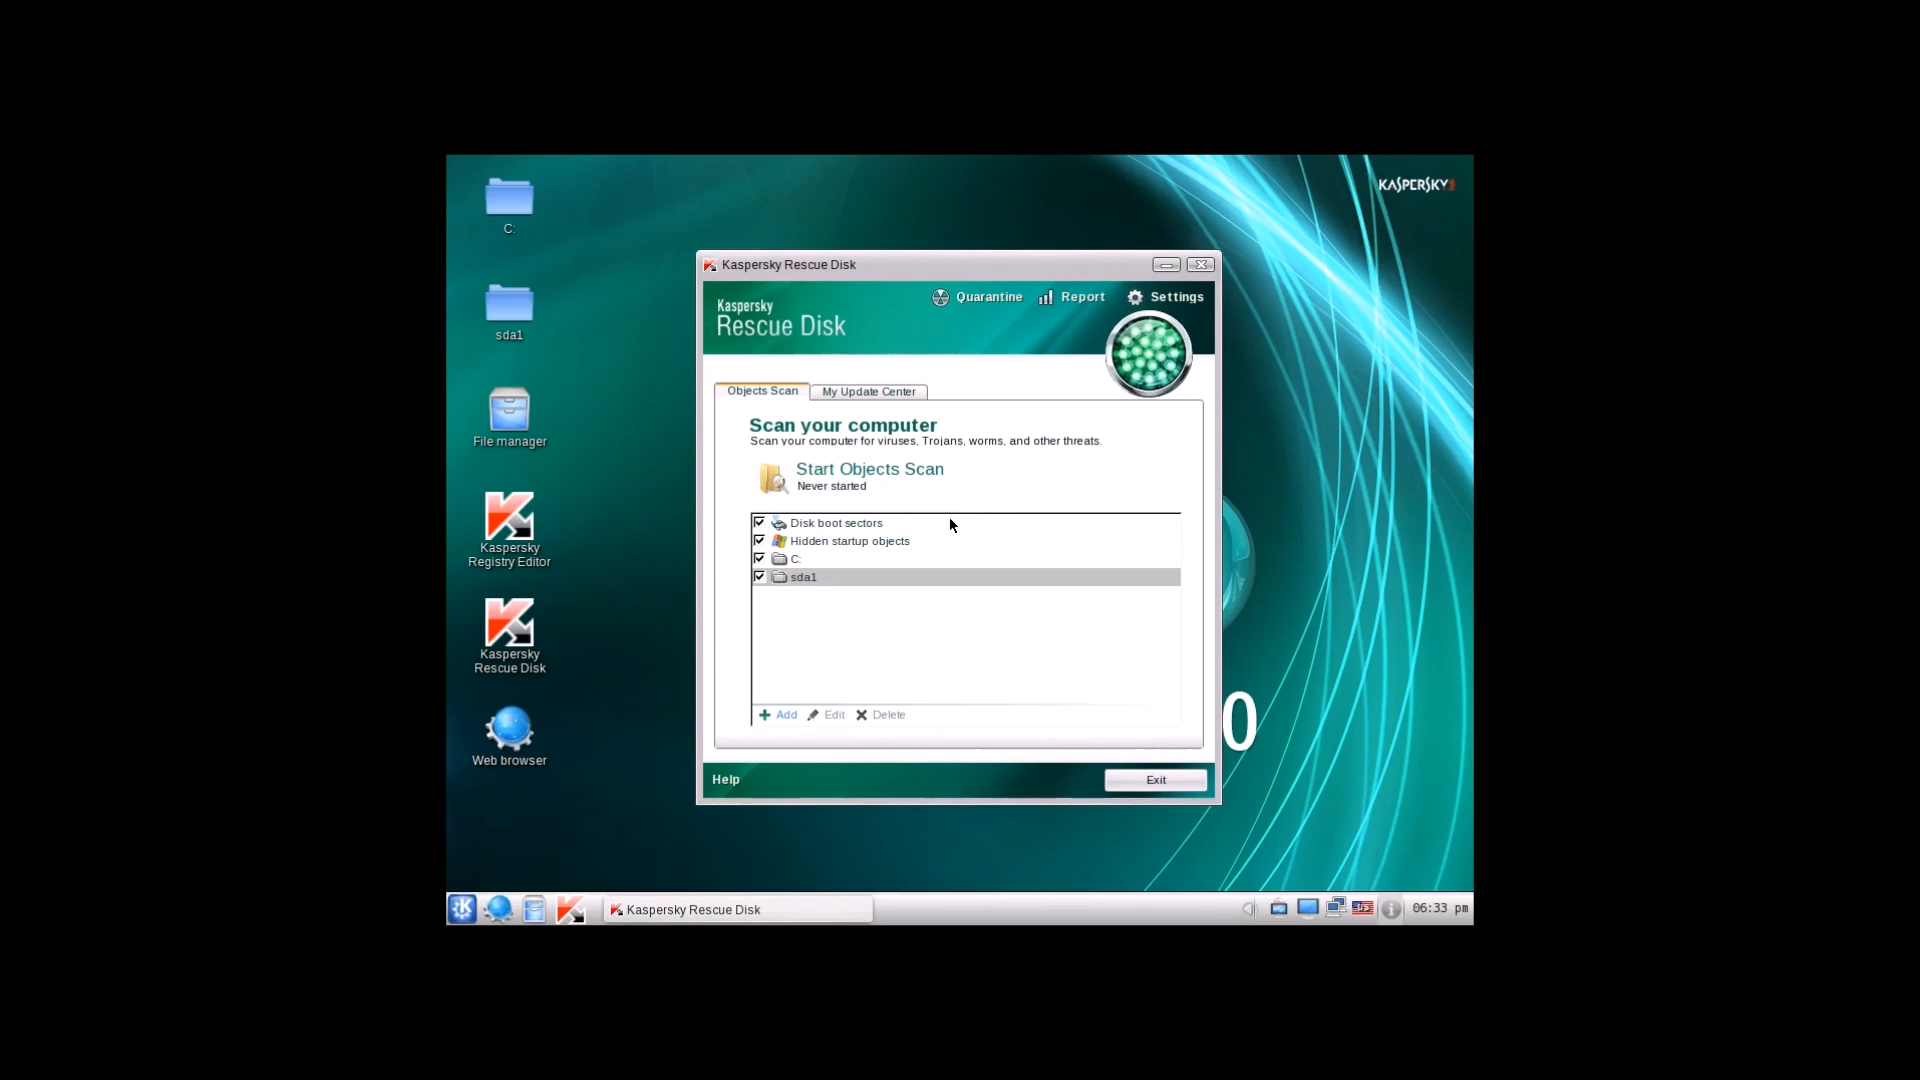 KASPERSKY
C:
sda1
File manager
Kaspersky
Registry Editor
Kaspersky
Rescue Disk
Web browser
Kaspersky Rescue Disk
Quarantine
Report
Settings
Kaspersky
Rescue Disk
Objects Scan
My Update Center
Scan your computer
Scan your computer for viruses, Trojans, worms, and other threats.
Start Objects Scan
Never started
Disk boot sectors
Hidden startup objects
C:
sda1
Add
Edit
Delete
0
Help
Exit
Kaspersky Rescue Disk
US
06:33 pm